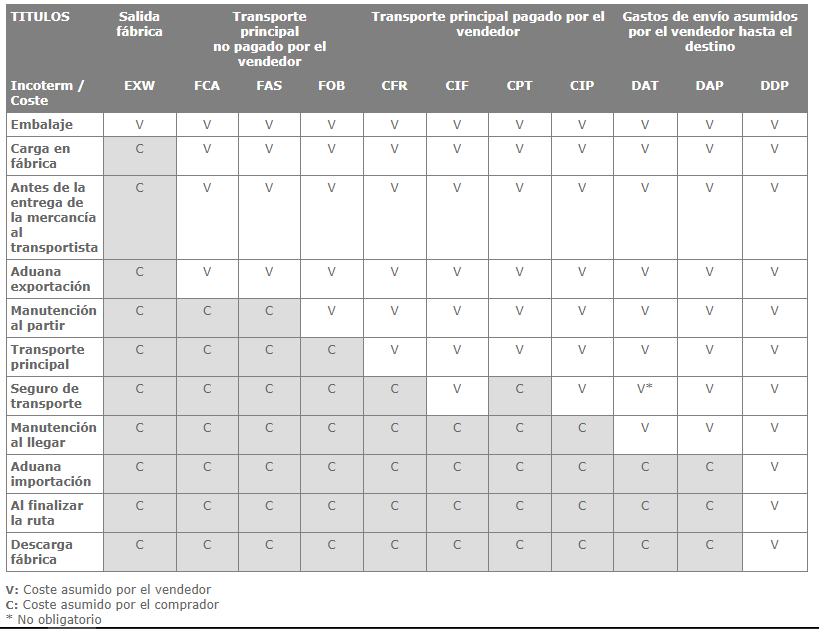 TITULOS Salida fábrica Transporte principal no pagado por el vendedor Transporte principal pagado por el vendedor Gastos de envío asumidos por el vendedor hasta el destino
Incoterm / Coste EXW FCA FAS FOB CFR CIF CPT CIP DAT DAP DDP
Embalaje V V V V V V V V V V V
Carga en fábrica C V V V V V V V V V V
Antes de la entrega de la mercancía al transportista C V V V V V V V V V V
Aduana exportación C V V V V V V V V V V
Manutención al partir C C C V V V V V V V V
Transporte principal C C C C V V V V V V V
Seguro de transporte C C C C C V C V V* V V
Manutención al llegar C C C C C C C C V V V
Aduana importación C C C C C C C C C C V
Al finalizar la ruta C C C C C C C C C C V
Descarga fábrica C C C C C C C C C C V
V: Coste asumido por el vendedor
C: Coste asumido por el comprador
* No obligatorio